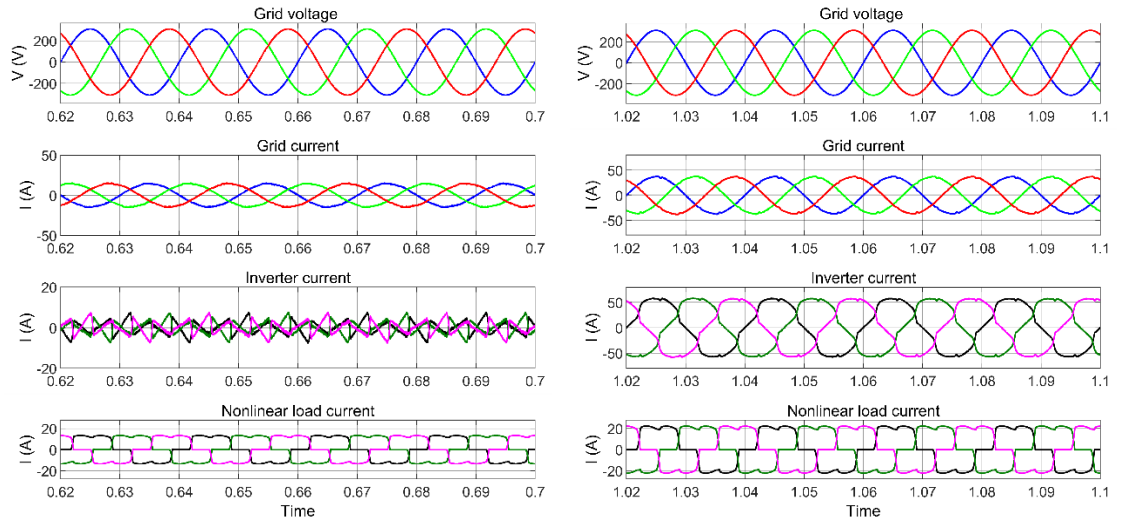 Grid voltage
V (V)
200
0
-200
0.62 0.63 0.64 0.65 0.66 0.67 0.68 0.69 0.7
Grid current
I (A)
50
0
-50
0.62 0.63 0.64 0.65 0.66 0.67 0.68 0.69 0.7
Inverter current
I (A)
20
0
-20
0.62 0.63 0.64 0.65 0.66 0.67 0.68 0.69 0.7
Nonlinear load current
I (A)
20
0
-20
0.62 0.63 0.64 0.65 0.66 0.67 0.68 0.69 0.7
Time
Grid voltage
V (V)
200
0
-200
1.02 1.03 1.04 1.05 1.06 1.07 1.08 1.09 1.1
Grid current
I (A)
50
0
-50
1.02 1.03 1.04 1.05 1.06 1.07 1.08 1.09 1.1
Inverter current
I (A)
50
0
-50
1.02 1.03 1.04 1.05 1.06 1.07 1.08 1.09 1.1
Nonlinear load current
I (A)
20
0
-20
1.02 1.03 1.04 1.05 1.06 1.07 1.08 1.09 1.1
Time